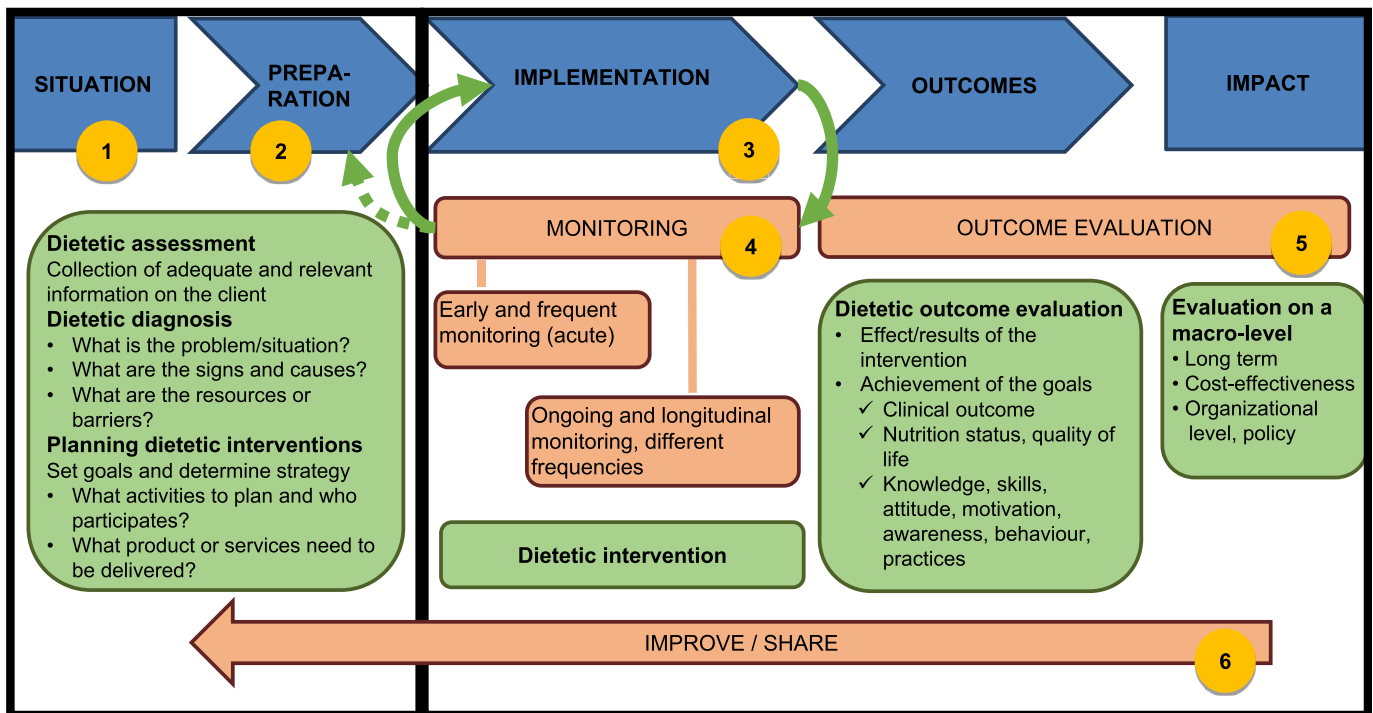 SITUATION
1
PREPA-
RATION
2
IMPLEMENTATION
3
OUTCOMES
IMPACT
Dietetic assessment
Collection of adequate and relevant
information on the client
Dietetic diagnosis
• What is the problem/situation?
• What are the signs and causes?
• What are the resources or
barriers?
Planning dietetic interventions
Set goals and determine strategy
• What activities to plan and who
participates?
• What product or services need to
be delivered?
MONITORING
4
Early and frequent
monitoring (acute)
Ongoing and longitudinal
monitoring, different
frequencies
Dietetic intervention
OUTCOME EVALUATION
5
Dietetic outcome evaluation
• Effect/results of the
intervention
• Achievement of the goals
✓ Clinical outcome
✓ Nutrition status, quality of
life
✓ Knowledge, skills,
attitude, motivation,
awareness, behaviour,
practices
Evaluation on a
macro-level
• Long term
• Cost-effectiveness
• Organizational
level, policy
IMPROVE / SHARE
6